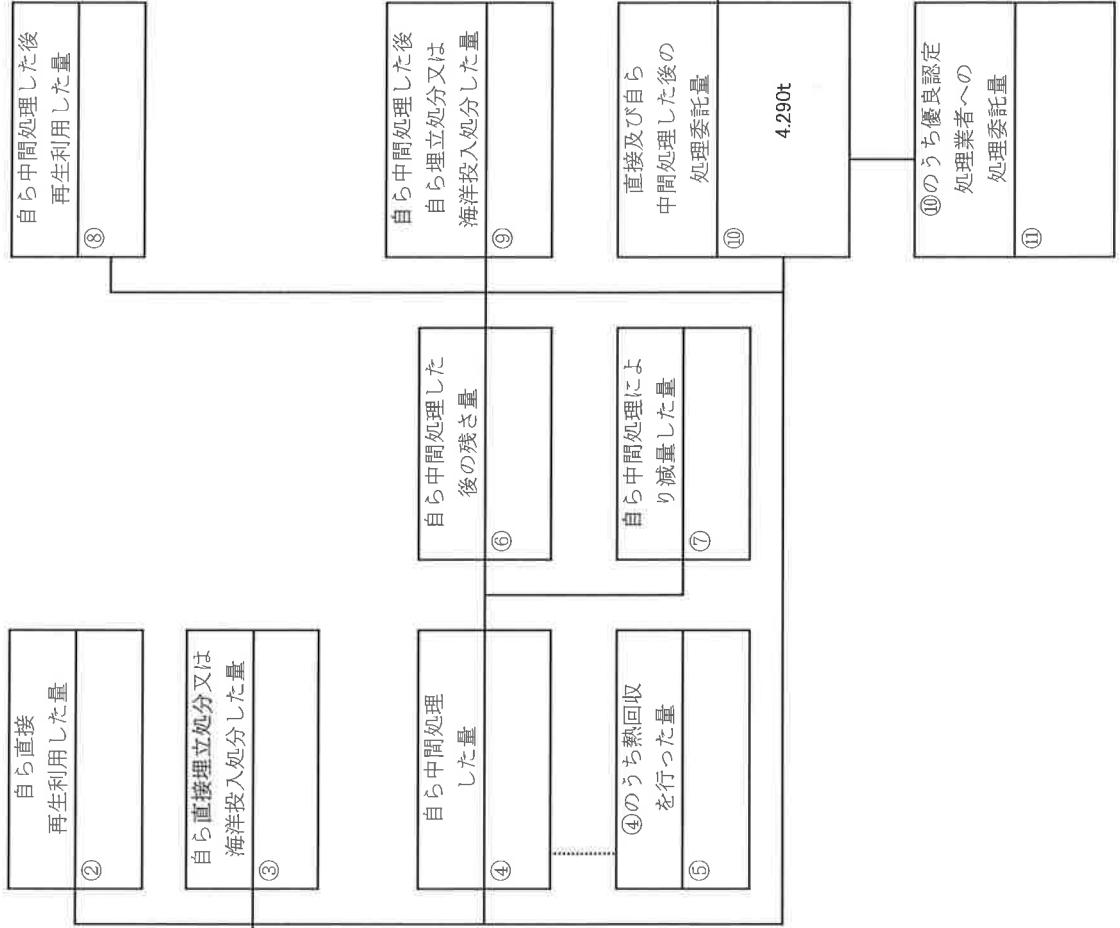 自ら直接
再生利用した量
②
自ら直接埋立処分又は
海洋投入処分した量
③
自ら中間処理
した量
④
④のうち熱回収
を行った量
⑤
自ら中間処理した
後の残さ量
⑥
自ら中間処理によ
り減量した量
⑦
自ら中間処理した後
再生利用した量
⑧
自ら中間処理した後
自ら埋立処分又は
海洋投入処分した量
⑨
直接及び自ら
中間処理した後の
処理委託量
⑩
4.290t
⑩のうち優良認定
処理業者への
処理委託量
⑪